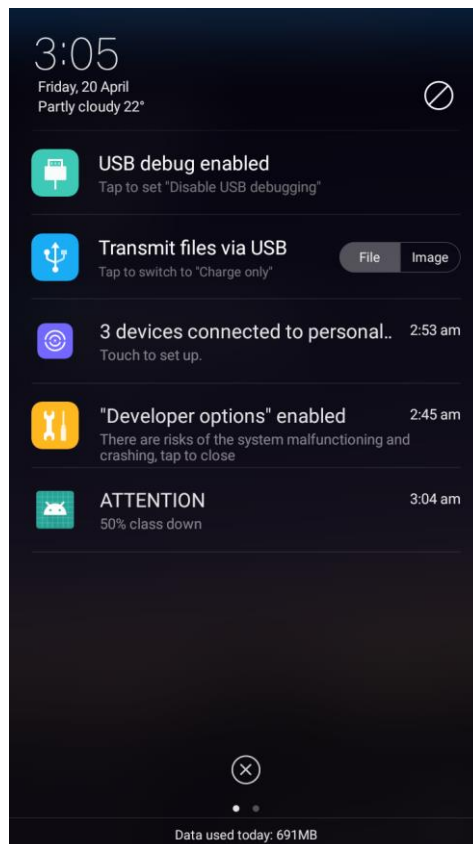 3:05
Friday, 20 April
Partly cloudy 22°
USB debug enabled
Tap to set "Disable USB debugging"
Transmit files via USB
File Image
Tap to switch to "Charge only"
3 devices connected to personal.. 2:53 am
Touch to set up.
"Developer options" enabled 2:45 am
There are risks of the system malfunctioning and
crashing, tap to close
ATTENTION 3:04 am
50% class down
Data used today: 691MB